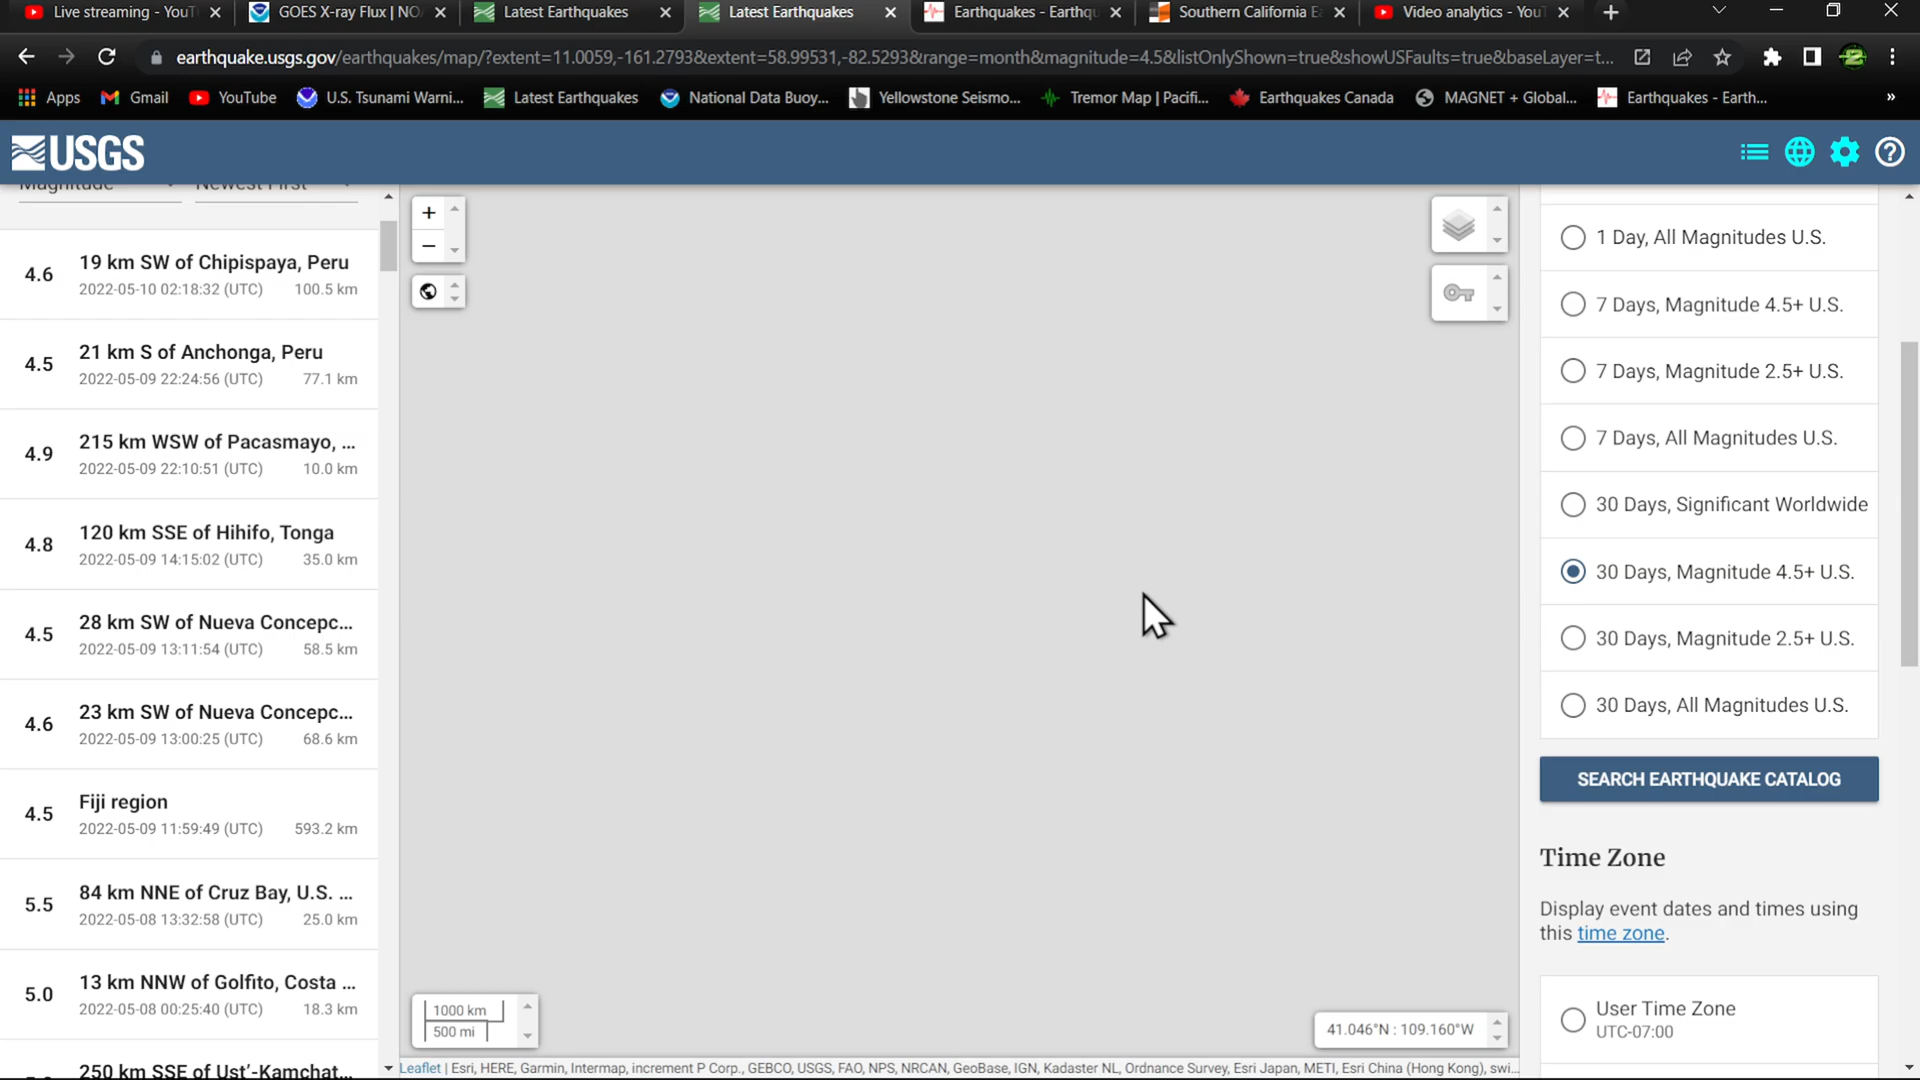 Live streaming - YouT
GOES X-ray Flux | NO
Latest Earthquakes
Latest Earthquakes
Earthquakes - Earthqu
Southern California E
Video analytics - YouT
earthquake.usgs.gov/earthquakes/map/?extent=11.0059,-161.2793&extent=58.99531,-82.5293&range=month&magnitude=4.5&listOnlyShown=true&showUSFaults=true&baseLayer=t...
Apps
Gmail
YouTube
U.S. Tsunami Warni...
Latest Earthquakes
National Data Buoy...
Yellowstone Seismo...
Tremor Map | Pacifi...
Earthquakes Canada
MAGNET + Global...
Earthquakes - Earth...
»
USGS
Magnitude
Newest First
4.6
19 km SW of Chipispaya, Peru
2022-05-10 02:18:32 (UTC) 100.5 km
4.5
21 km S of Anchonga, Peru
2022-05-09 22:24:56 (UTC) 77.1 km
4.9
215 km WSW of Pacasmayo, ...
2022-05-09 22:10:51 (UTC) 10.0 km
4.8
120 km SSE of Hihifo, Tonga
2022-05-09 14:15:02 (UTC) 35.0 km
4.5
28 km SW of Nueva Concepc...
2022-05-09 13:11:54 (UTC) 58.5 km
4.6
23 km SW of Nueva Concepc...
2022-05-09 13:00:25 (UTC) 68.6 km
4.5
Fiji region
2022-05-09 11:59:49 (UTC) 593.2 km
5.5
84 km NNE of Cruz Bay, U.S. ...
2022-05-08 13:32:58 (UTC) 25.0 km
5.0
13 km NNW of Golfito, Costa ...
2022-05-08 00:25:40 (UTC) 18.3 km
250 km SSE of Ust'-Kamchat...
+
−
1000 km
500 mi
41.046°N : 109.160°W
Leaflet | Esri, HERE, Garmin, Intermap, increment P Corp., GEBCO, USGS, FAO, NPS, NRCAN, GeoBase, IGN, Kadaster NL, Ordnance Survey, Esri Japan, METI, Esri China (Hong Kong), swi...
1 Day, All Magnitudes U.S.
7 Days, Magnitude 4.5+ U.S.
7 Days, Magnitude 2.5+ U.S.
7 Days, All Magnitudes U.S.
30 Days, Significant Worldwide
30 Days, Magnitude 4.5+ U.S.
30 Days, Magnitude 2.5+ U.S.
30 Days, All Magnitudes U.S.
SEARCH EARTHQUAKE CATALOG
Time Zone
Display event dates and times using
this time zone.
User Time Zone
UTC-07:00